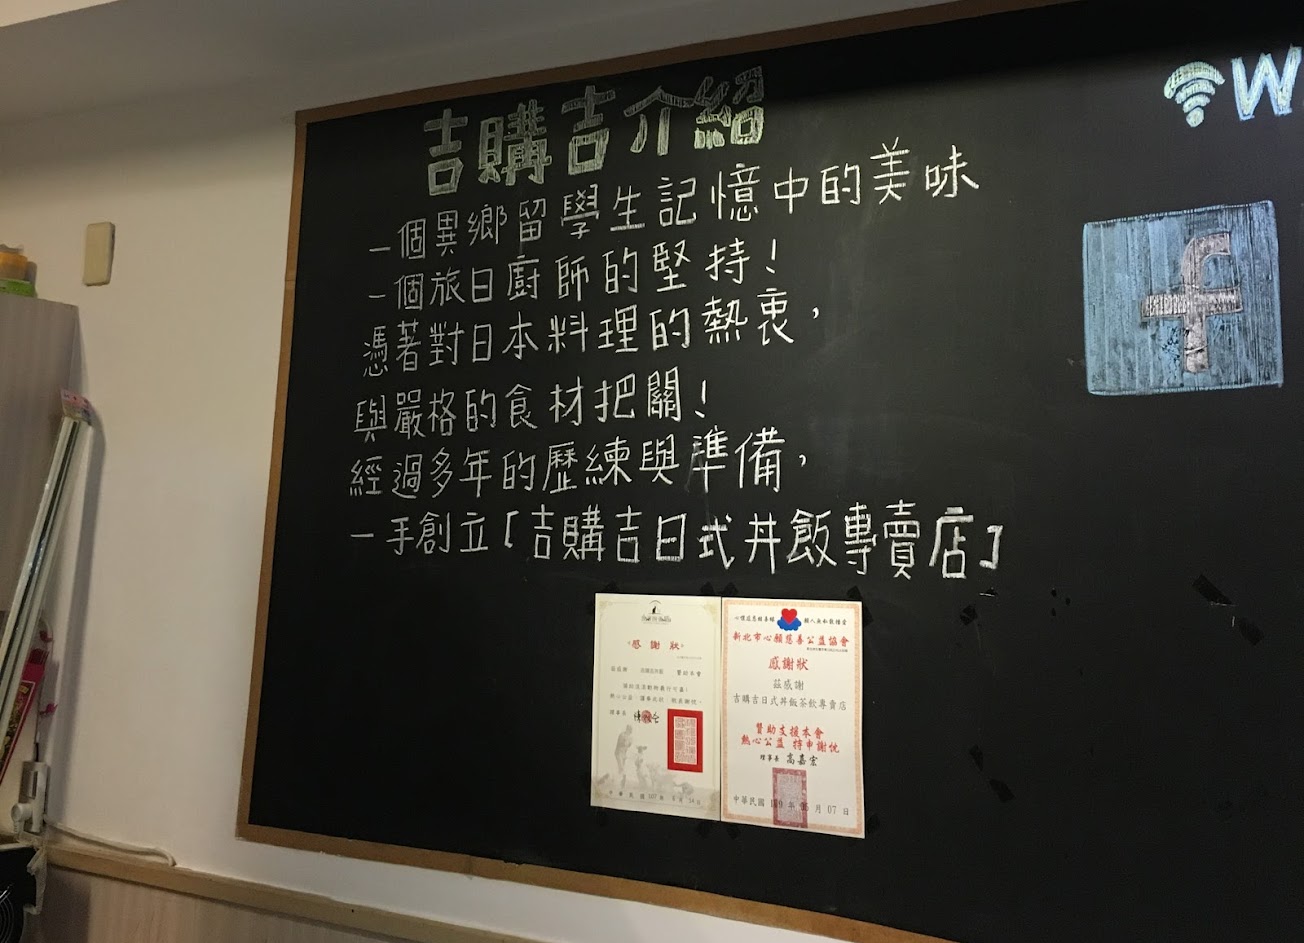 吉購吉介紹
一個異鄉留學生記憶中的美味
一個旅日廚師的堅持！
憑著對日本料理的熱衷，
與嚴格的食材把關！
經過多年的歷練與準備，
一手創立［吉購吉日式丼飯專賣店］
W
f
感謝狀
新北市心願慈善公益協會
感謝狀
茲感謝
吉購吉日式丼飯茶飲專賣店
贊助支援本會
熱心公益 特申謝忱
理事長 高嘉宗